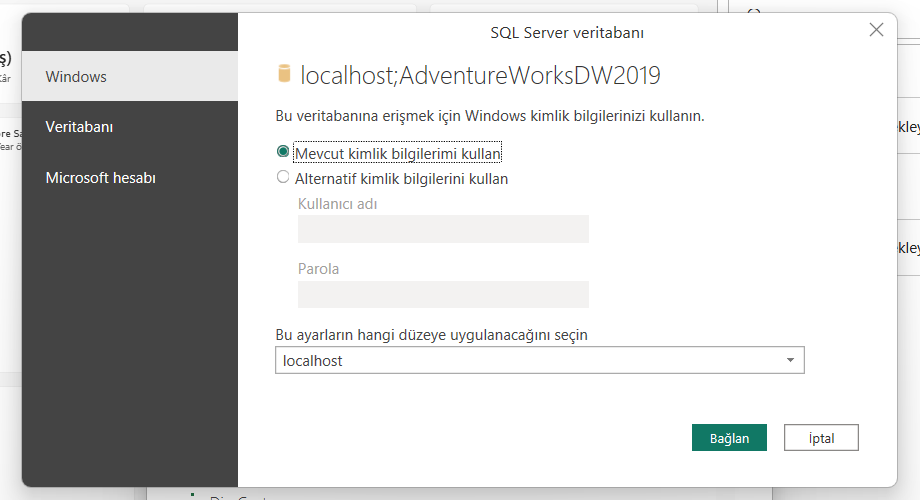 SQL Server veritabanı
Windows
Veritabanı
Microsoft hesabı
localhost;AdventureWorksDW2019
Bu veritabanına erişmek için Windows kimlik bilgilerinizi kullanın.
Mevcut kimlik bilgilerimi kullan
Alternatif kimlik bilgilerini kullan
Kullanıcı adı
Parola
Bu ayarların hangi düzeye uygulanacağını seçin
localhost
Bağlan
İptal